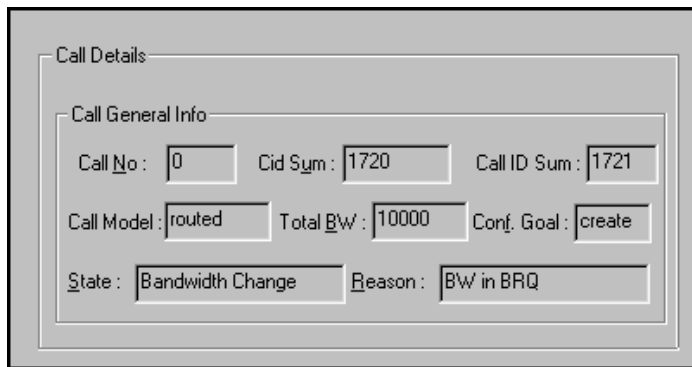 Call Details
Call General Info
Call No : 0 Cid Sum : 1720 Call ID Sum : 1721
Call Model : routed Total BW : 10000 Conf. Goal : create
State : Bandwidth Change Reason : BW in BRQ